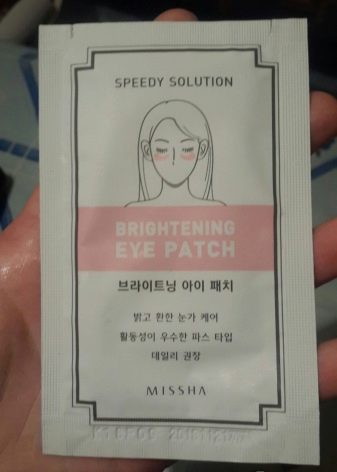 SPEEDY SOLUTION
BRIGHTENING
EYE PATCH
브라이트닝 아이 패치
밝고 환한 눈가 케어
활동성이 우수한 파스 타입
데일리 권장
MISSHA